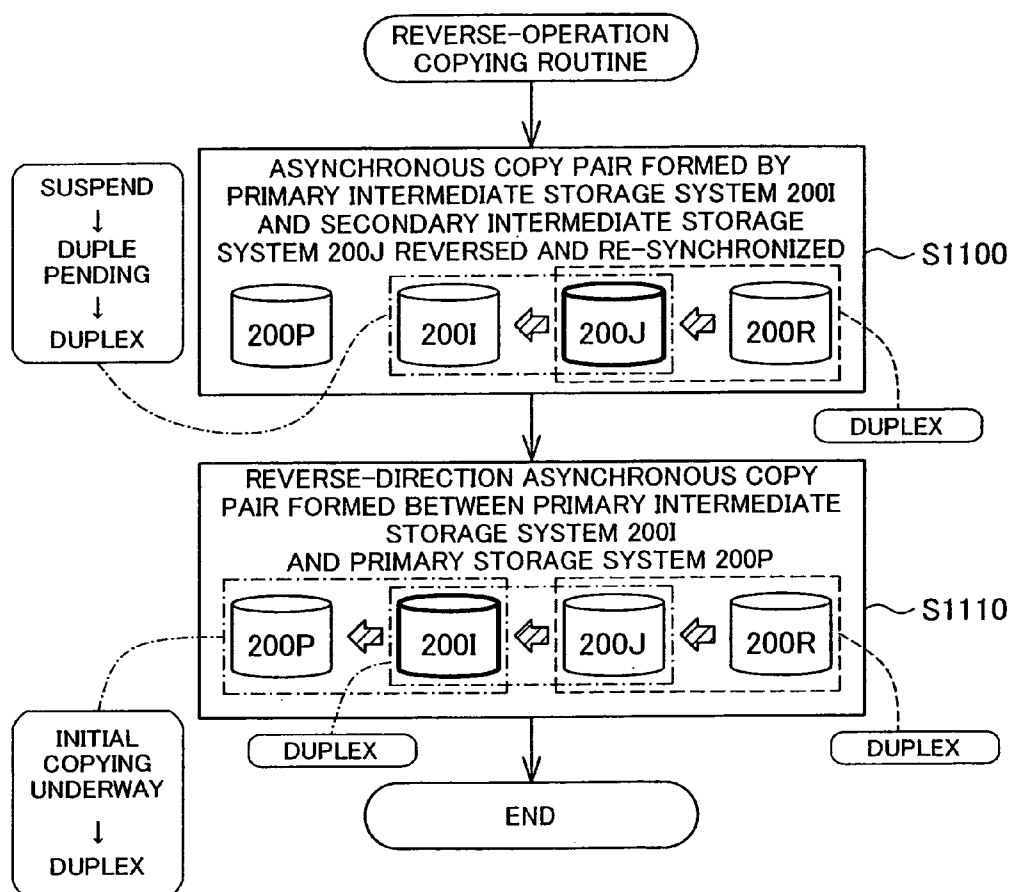 REVERSE-OPERATION
COPYING ROUTINE
ASYNCHRONOUS COPY PAIR FORMED BY
PRIMARY INTERMEDIATE STORAGE SYSTEM 200I
AND SECONDARY INTERMEDIATE STORAGE
SYSTEM 200J REVERSED AND RE-SYNCHRONIZED
S1100
SUSPEND
↓
DUPLE
PENDING
↓
DUPLEX
200P
200I
200J
200R
DUPLEX
REVERSE-DIRECTION ASYNCHRONOUS COPY
PAIR FORMED BETWEEN PRIMARY INTERMEDIATE
STORAGE SYSTEM 200I
AND PRIMARY STORAGE SYSTEM 200P
S1110
200P
200I
200J
200R
INITIAL
COPYING
UNDERWAY
↓
DUPLEX
DUPLEX
DUPLEX
END